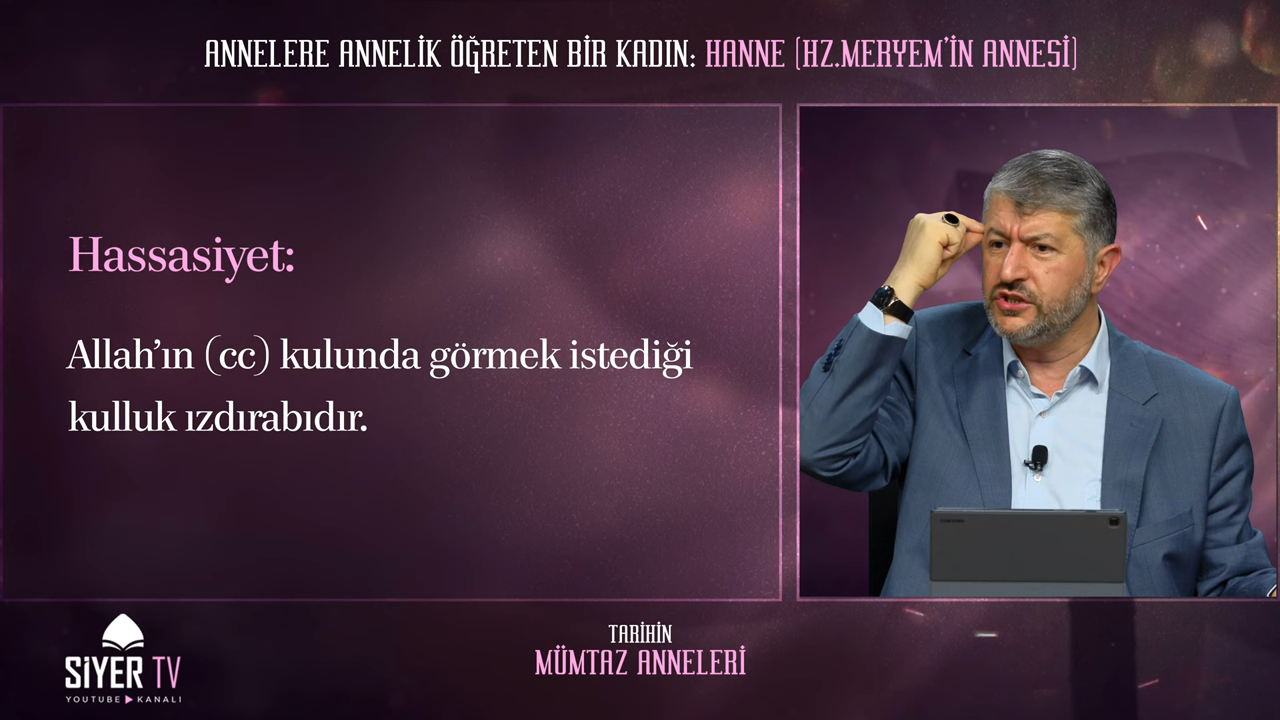 ANNELERE ANNELİK ÖĞRETEN BİR KADIN: HANNE (HZ.MERYEM'İN ANNESİ)
Hassasiyet:
Allah’ın (cc) kulunda görmek istediği
kulluk ızdırabıdır.
SAMSUNG
TARİHİN
MÜMTAZ ANNELERİ
SİYER TV
YOUTUBE KANALI